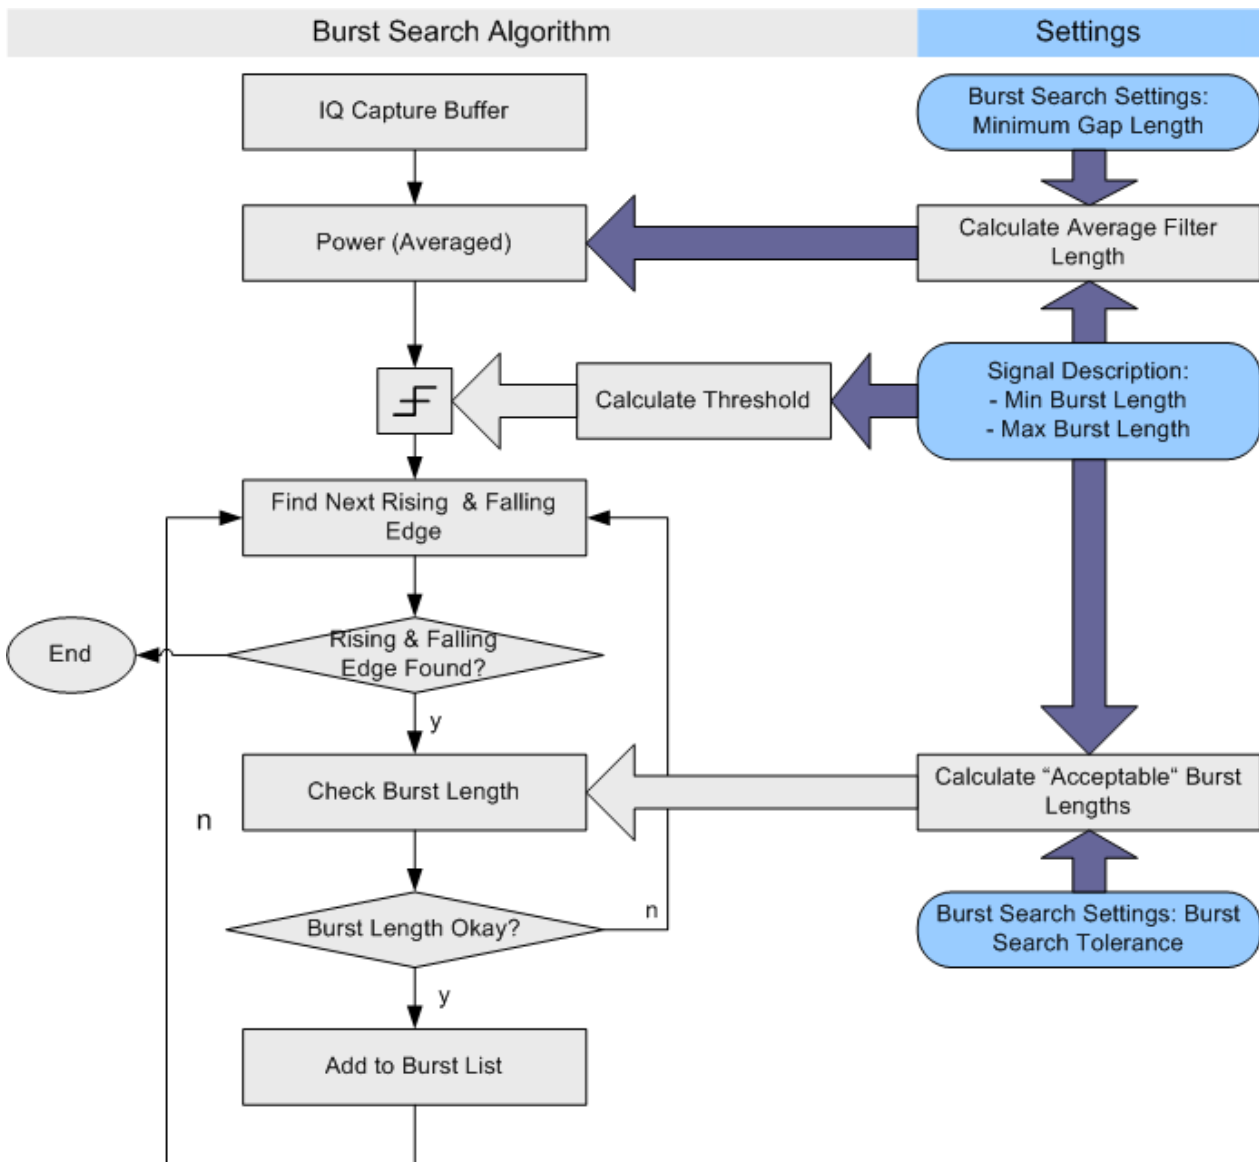 Burst Search Algorithm
Settings
IQ Capture Buffer
Burst Search Settings:
Minimum Gap Length
Power (Averaged)
Calculate Average Filter
Length
Calculate Threshold
Signal Description:
- Min Burst Length
- Max Burst Length
Find Next Rising & Falling
Edge
End
Rising & Falling
Edge Found?
y
Check Burst Length
Calculate “Acceptable“ Burst
Lengths
n
Burst Length Okay?
n
Burst Search Settings: Burst
Search Tolerance
y
Add to Burst List